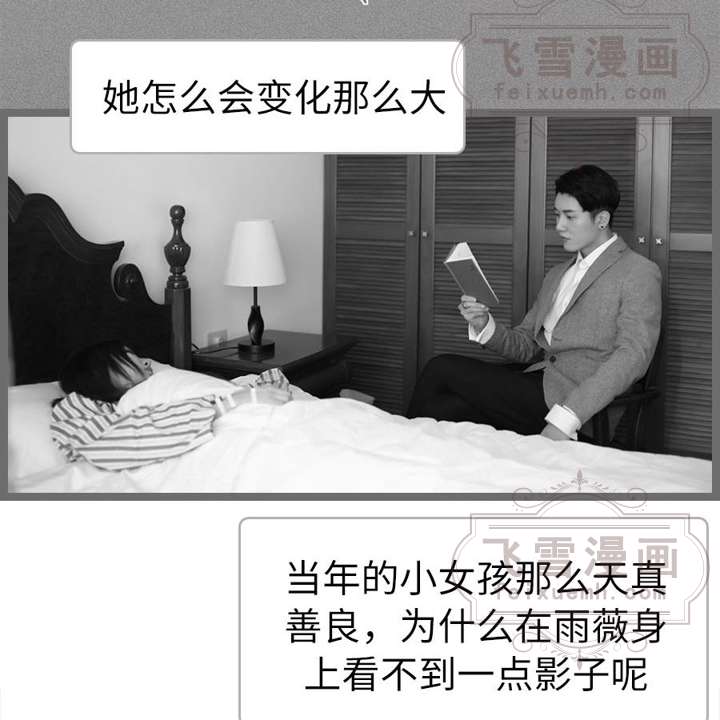 飞雪漫画
feixuemh.com
她怎么会变化那么大
飞雪漫画
feixuemh.com
当年的小女孩那么天真
善良，为什么在雨薇身
上看不到一点影子呢